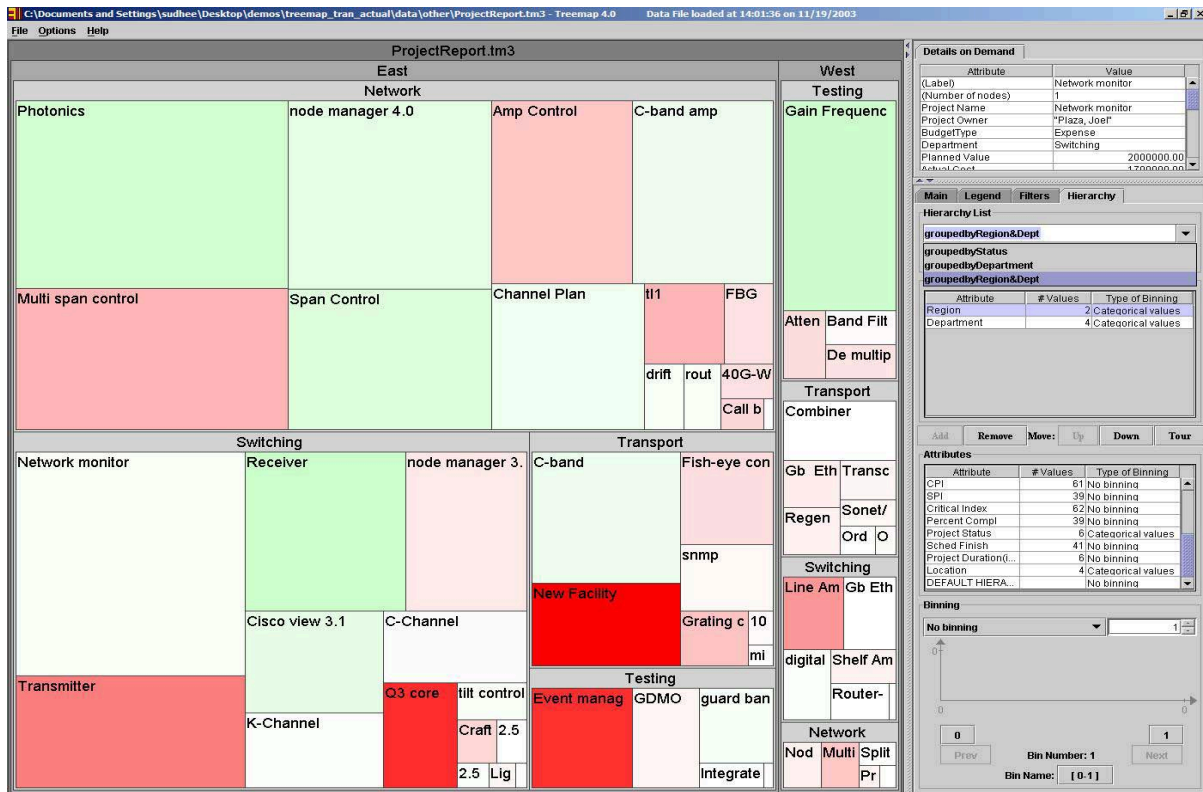 C:\Documents and Settings\sudhee\Desktop\demos\treemap_tran_actual\data\other\ProjectReport.tm3 - Treemap 4.0 Data File loaded at 14:01:36 on 11/19/2003
File Options Help
ProjectReport.tm3
East
West
Network
Testing
Photonics
node manager 4.0
Amp Control
C-band amp
Gain Frequenc
Multi span control
Span Control
Channel Plan
tl1
FBG
Atten
Band Filt
De multip
drift
rout
40G-W
Call b
Transport
Combiner
Switching
Transport
Network monitor
Receiver
node manager 3.
C-band
Fish-eye con
Gb Eth
Transc
Regen
Sonet/
Ord
O
snmp
Switching
New Facility
Line Am
Gb Eth
Cisco view 3.1
C-Channel
Grating c
10
mi
digital
Shelf Am
Router-
Transmitter
Testing
Q3 core
tilt control
Event manag
GDMO
guard ban
K-Channel
Craft
2.5
Network
Nod
Multi
Split
2.5
Lig
Integrate
Pr
Details on Demand
Attribute Value
(Label) Network monitor
(Number of nodes) 1
Project Name Network monitor
Project Owner "Plaza, Joel"
BudgetType Expense
Department Switching
Planned Value 2000000.00
Actual Cost 1700000.00
Main Legend Filters Hierarchy
Hierarchy List
groupedbyRegion&Dept
groupedbyStatus
groupedbyDepartment
groupedbyRegion&Dept
Attribute # Values Type of Binning
Region 2 Categorical values
Department 4 Categorical values
Add Remove Move: Up Down Tour
Attributes
Attribute # Values Type of Binning
CPI 61 No binning
SPI 39 No binning
Critical Index 62 No binning
Percent Compl 39 No binning
Project Status 6 Categorical values
Sched Finish 41 No binning
Project Duration(i... 6 No binning
Location 4 Categorical values
DEFAULT HIERA... No binning
Binning
No binning 1
0
0 0
0 1
Prev Bin Number: 1 Next
Bin Name: [ 0-1 ]